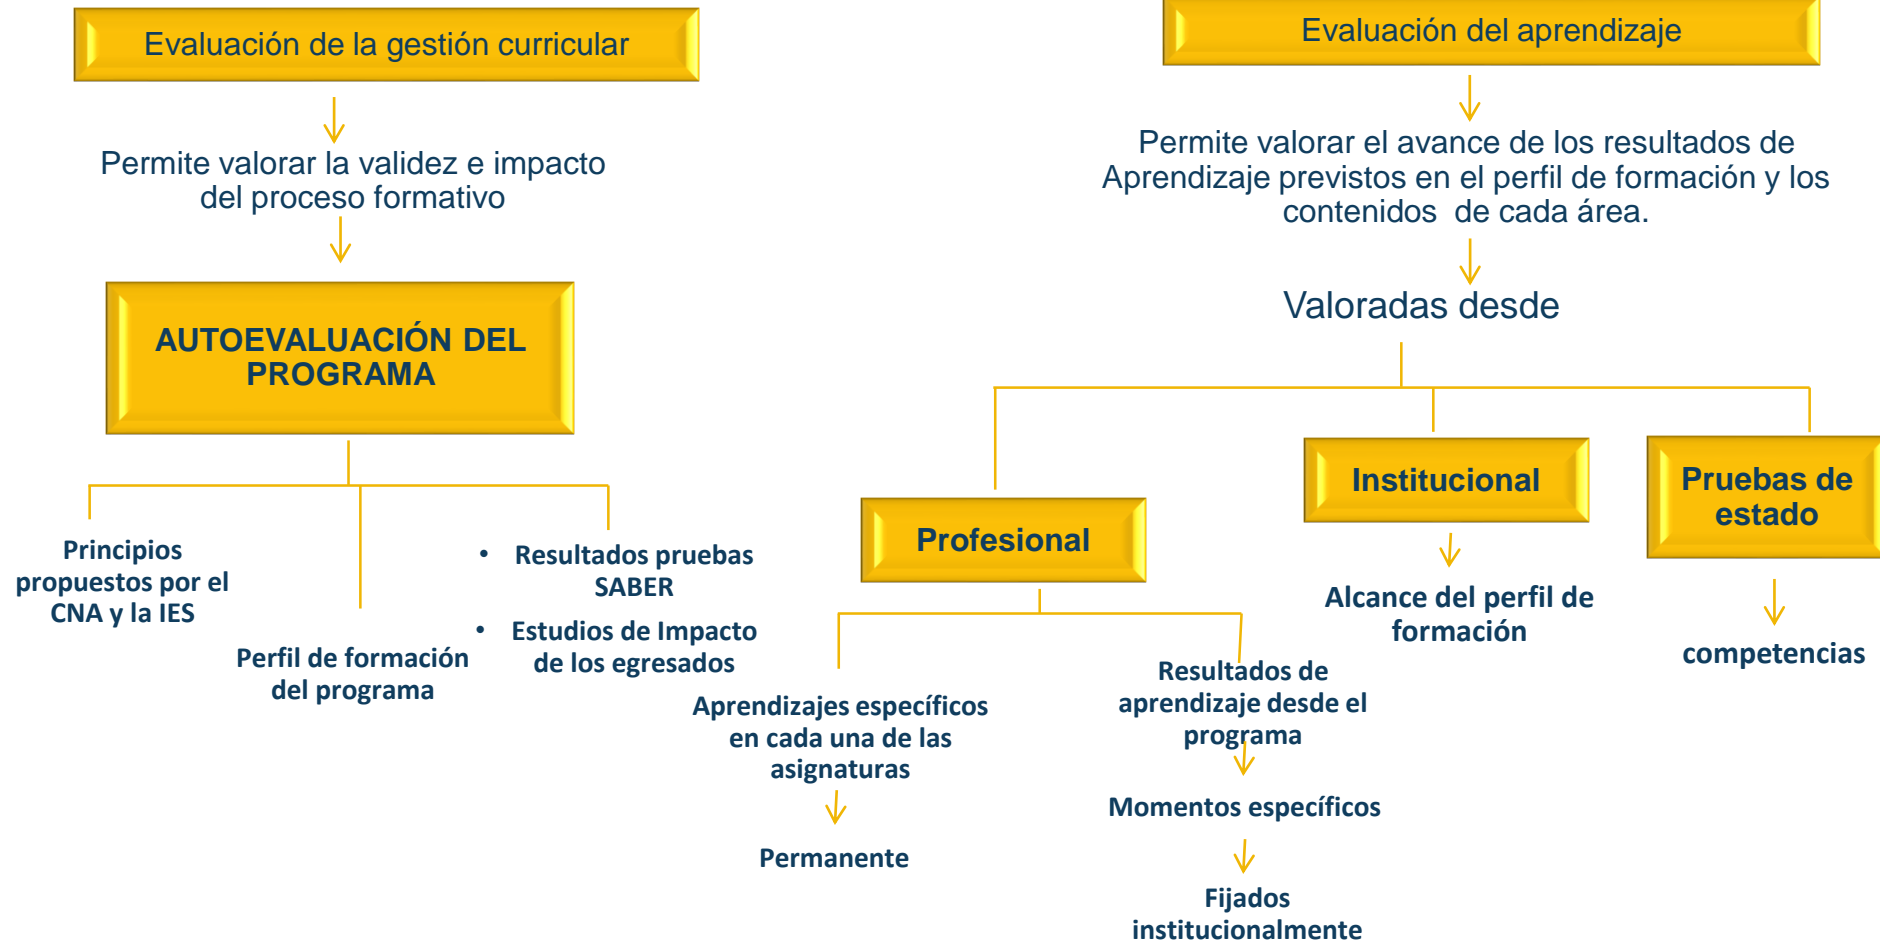 Evaluación de la gestión curricular
Permite valorar la validez e impacto
del proceso formativo
AUTOEVALUACIÓN DEL
PROGRAMA
Principios
propuestos por el
CNA y la IES
Perfil de formación
del programa
• Resultados pruebas
SABER
• Estudios de Impacto
de los egresados
Evaluación del aprendizaje
Permite valorar el avance de los resultados de
Aprendizaje previstos en el perfil de formación y los
contenidos de cada área.
Valoradas desde
Profesional
Aprendizajes específicos
en cada una de las
asignaturas
Permanente
Resultados de
aprendizaje desde el
programa
Momentos específicos
Fijados
institucionalmente
Institucional
Alcance del perfil de
formación
Pruebas de
estado
competencias